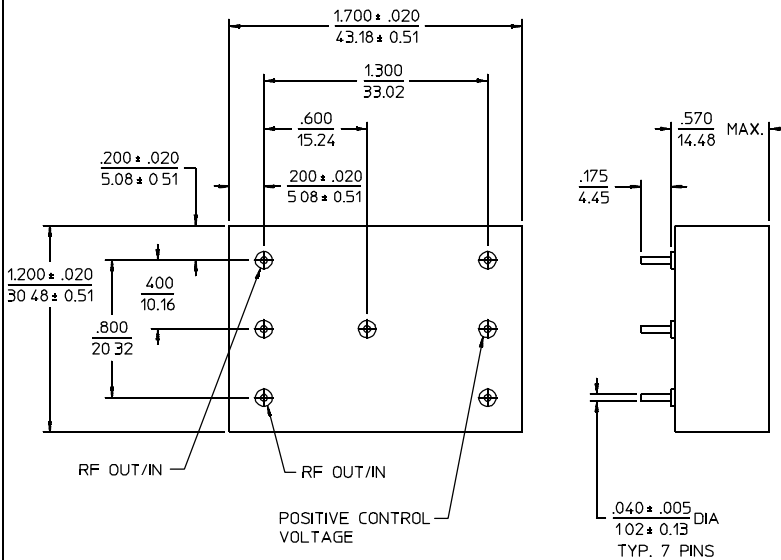 1.700 ± .020
43.18 ± 0.51
1.300
33.02
.600
15.24
.570 MAX.
14.48
.200 ± .020
5.08 ± 0.51
.200 ± .020
5.08 ± 0.51
.175
4.45
1.200 ± .020
30.48 ± 0.51
.400
10.16
.800
20.32
RF OUT/IN
RF OUT/IN
POSITIVE CONTROL
VOLTAGE
.040 ± .005 DIA
1.02 ± 0.13
TYP. 7 PINS